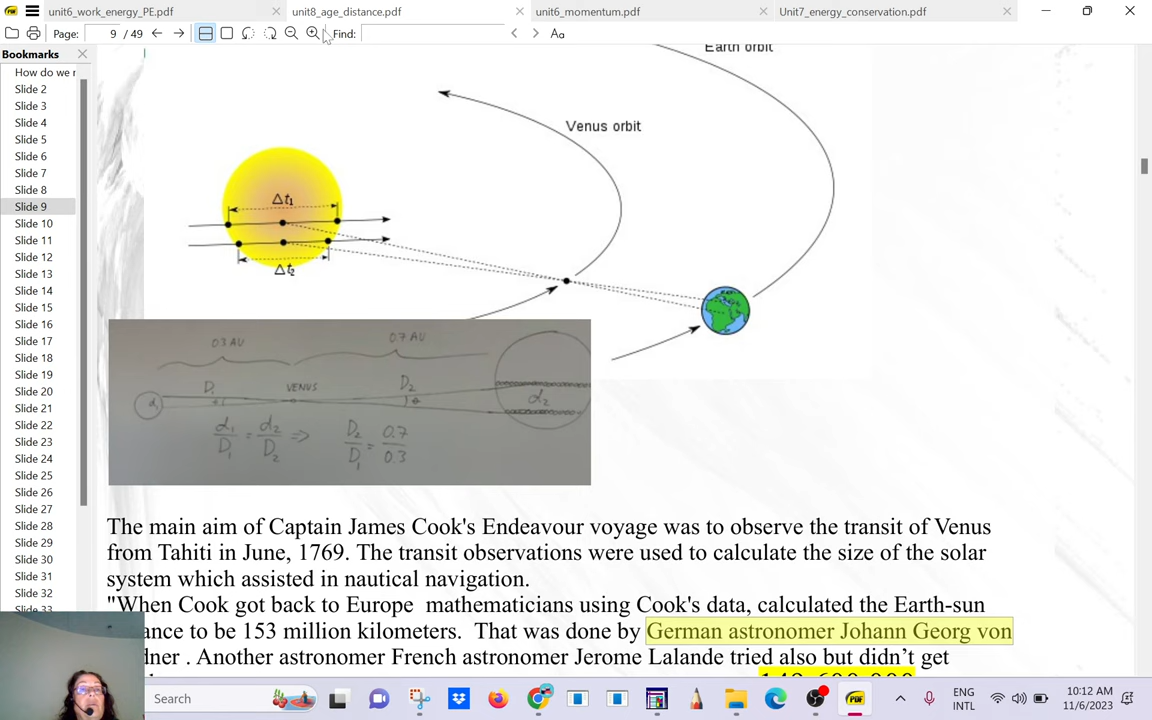 unit6_work_energy_PE.pdf
unit8_age_distance.pdf
unit6_momentum.pdf
Unit7_energy_conservation.pdf
Page: 9 / 49
Find:
Aa
Bookmarks
How do we r
Slide 2
Slide 3
Slide 4
Slide 5
Slide 6
Slide 7
Slide 8
Slide 9
Slide 10
Slide 11
Slide 12
Slide 13
Slide 14
Slide 15
Slide 16
Slide 17
Slide 18
Slide 19
Slide 20
Slide 21
Slide 22
Slide 23
Slide 24
Slide 25
Slide 26
Slide 27
Slide 28
Slide 29
Slide 30
Slide 31
Slide 32
Slide 33
Earth orbit
Venus orbit
Δt₁
Δt₂
0.3 AU
0.7 AU
D₁
VENUS
D₂
d₁
d₂
d₁/D₁ = d₂/D₂ ⇒ D₂/D₁ = 0.7/0.3
The main aim of Captain James Cook's Endeavour voyage was to observe the transit of Venus
from Tahiti in June, 1769. The transit observations were used to calculate the size of the solar
system which assisted in nautical navigation.
"When Cook got back to Europe mathematicians using Cook's data, calculated the Earth-sun
ance to be 153 million kilometers. That was done by German astronomer Johann Georg von
dner . Another astronomer French astronomer Jerome Lalande tried also but didn't get
Search
ENG
INTL
10:12 AM
11/6/2023